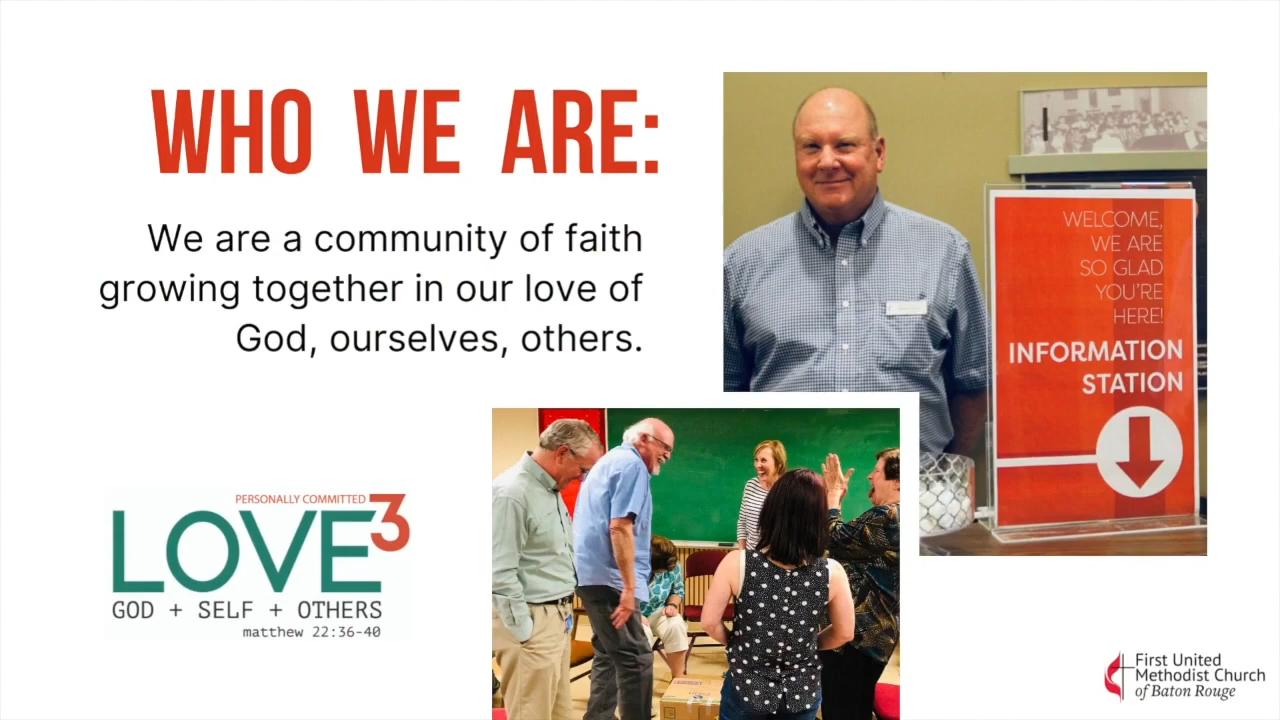 WHO WE ARE:
We are a community of faith
growing together in our love of
God, ourselves, others.
WELCOME,
WE ARE
SO GLAD
YOU'RE
HERE!
INFORMATION
STATION
PERSONALLY COMMITTED
LOVE3
GOD + SELF + OTHERS
matthew 22:36-40
First United
Methodist Church
of Baton Rouge